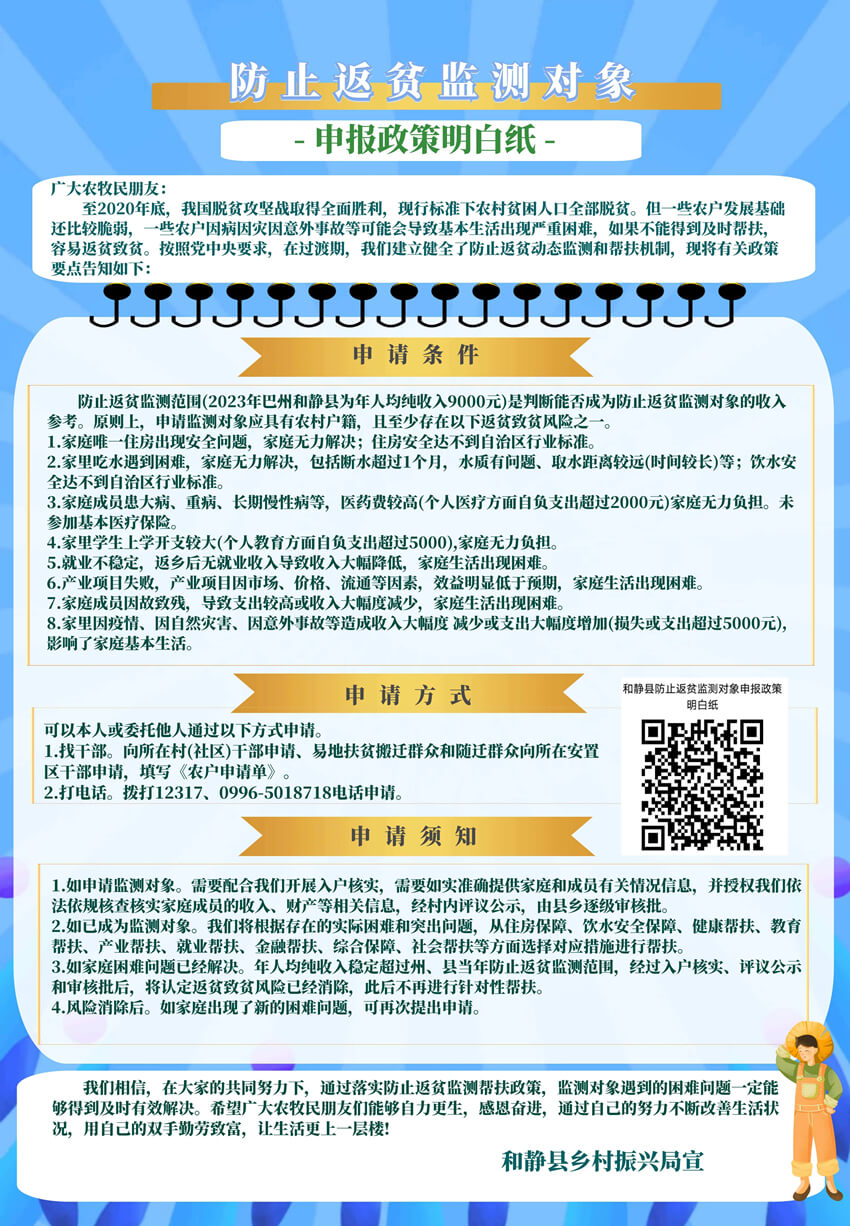 防止返贫监测对象
- 申报政策明白纸 -
广大农牧民朋友：
至2020年底，我国脱贫攻坚战取得全面胜利，现行标准下农村贫困人口全部脱贫。但一些农户发展基础
还比较脆弱，一些农户因病因灾因意外事故等可能会导致基本生活出现严重困难，如果不能得到及时帮扶，
容易返贫致贫。按照党中央要求，在过渡期，我们建立健全了防止返贫动态监测和帮扶机制，现将有关政策
要点告知如下：
申请条件
防止返贫监测范围(2023年巴州和静县为年人均纯收入9000元)是判断能否成为防止返贫监测对象的收入
参考。原则上，申请监测对象应具有农村户籍，且至少存在以下返贫致贫风险之一。
1.家庭唯一住房出现安全问题，家庭无力解决；住房安全达不到自治区行业标准。
2.家里吃水遇到困难，家庭无力解决，包括断水超过1个月，水质有问题、取水距离较远(时间较长)等；饮水安
全达不到自治区行业标准。
3.家庭成员患大病、重病、长期慢性病等，医药费较高(个人医疗方面自负支出超过2000元)家庭无力负担。未
参加基本医疗保险。
4.家里学生上学开支较大(个人教育方面自负支出超过5000),家庭无力负担。
5.就业不稳定，返乡后无就业收入导致收入大幅降低，家庭生活出现困难。
6.产业项目失败，产业项目因市场、价格、流通等因素，效益明显低于预期，家庭生活出现困难。
7.家庭成员因故致残，导致支出较高或收入大幅度减少，家庭生活出现困难。
8.家里因疫情、因自然灾害、因意外事故等造成收入大幅度 减少或支出大幅度增加(损失或支出超过5000元),
影响了家庭基本生活。
申请方式
可以本人或委托他人通过以下方式申请。
1.找干部。向所在村(社区)干部申请、易地扶贫搬迁群众和随迁群众向所在安置
区干部申请，填写《农户申请单》。
2.打电话。拨打12317、0996-5018718电话申请。
和静县防止返贫监测对象申报政策
明白纸
申请须知
1.如申请监测对象。需要配合我们开展入户核实，需要如实准确提供家庭和成员有关情况信息，并授权我们依
法依规核查核实家庭成员的收入、财产等相关信息，经村内评议公示，由县乡逐级审核批。
2.如已成为监测对象。我们将根据存在的实际困难和突出问题，从住房保障、饮水安全保障、健康帮扶、教育
帮扶、产业帮扶、就业帮扶、金融帮扶、综合保障、社会帮扶等方面选择对应措施进行帮扶。
3.如家庭困难问题已经解决。年人均纯收入稳定超过州、县当年防止返贫监测范围，经过入户核实、评议公示
和审核批后，将认定返贫致贫风险已经消除，此后不再进行针对性帮扶。
4.风险消除后。如家庭出现了新的困难问题，可再次提出申请。
我们相信，在大家的共同努力下，通过落实防止返贫监测帮扶政策，监测对象遇到的困难问题一定能
够得到及时有效解决。希望广大农牧民朋友们能够自力更生，感恩奋进，通过自己的努力不断改善生活状
况，用自己的双手勤劳致富，让生活更上一层楼!
和静县乡村振兴局宣